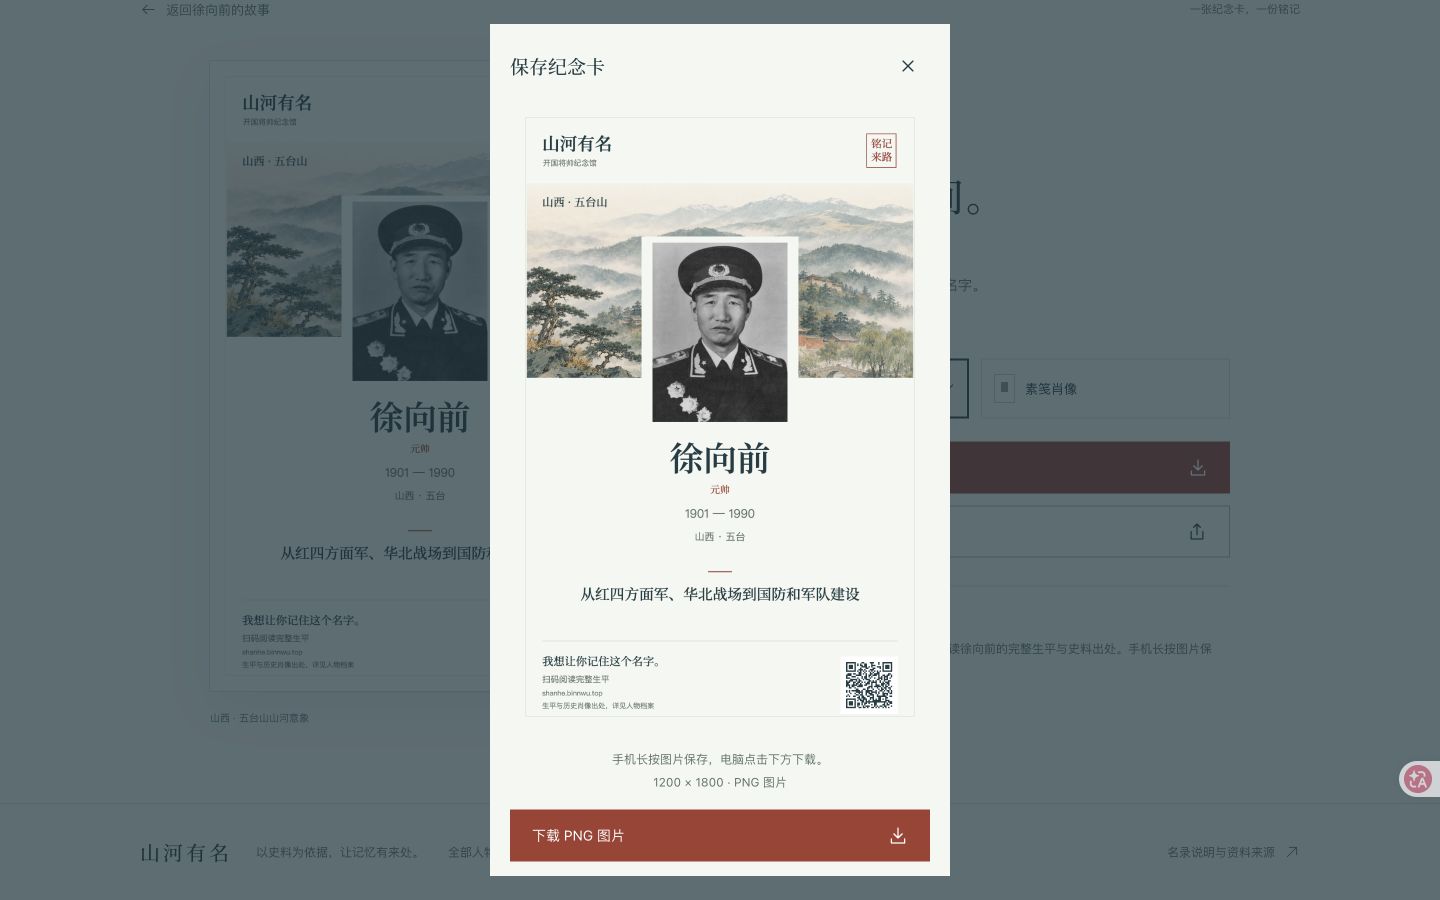 返回徐向前的故事
一张纪念卡，一份铭记
山河有名
开国将帅纪念馆
山西 · 五台山
徐向前
元帅
1901 — 1990
山西 · 五台
从红四方面军、华北战场到国防
我想让你记住这个名字。
扫码阅读完整生平
shanhe.binnwu.top
生平与历史肖像出处，详见人物档案
山西 · 五台山山河意象
保存纪念卡
山河有名
开国将帅纪念馆
铭记
来路
山西 · 五台山
徐向前
元帅
1901 — 1990
山西 · 五台
从红四方面军、华北战场到国防和军队建设
我想让你记住这个名字。
扫码阅读完整生平
shanhe.binnwu.top
生平与历史肖像出处，详见人物档案
手机长按图片保存，电脑点击下方下载。
1200 × 1800 · PNG 图片
下载 PNG 图片
名字。
素笺肖像
读徐向前的完整生平与史料出处。手机长按图片保
山河有名
以史料为依据，让记忆有来处。
全部人
名录说明与资料来源